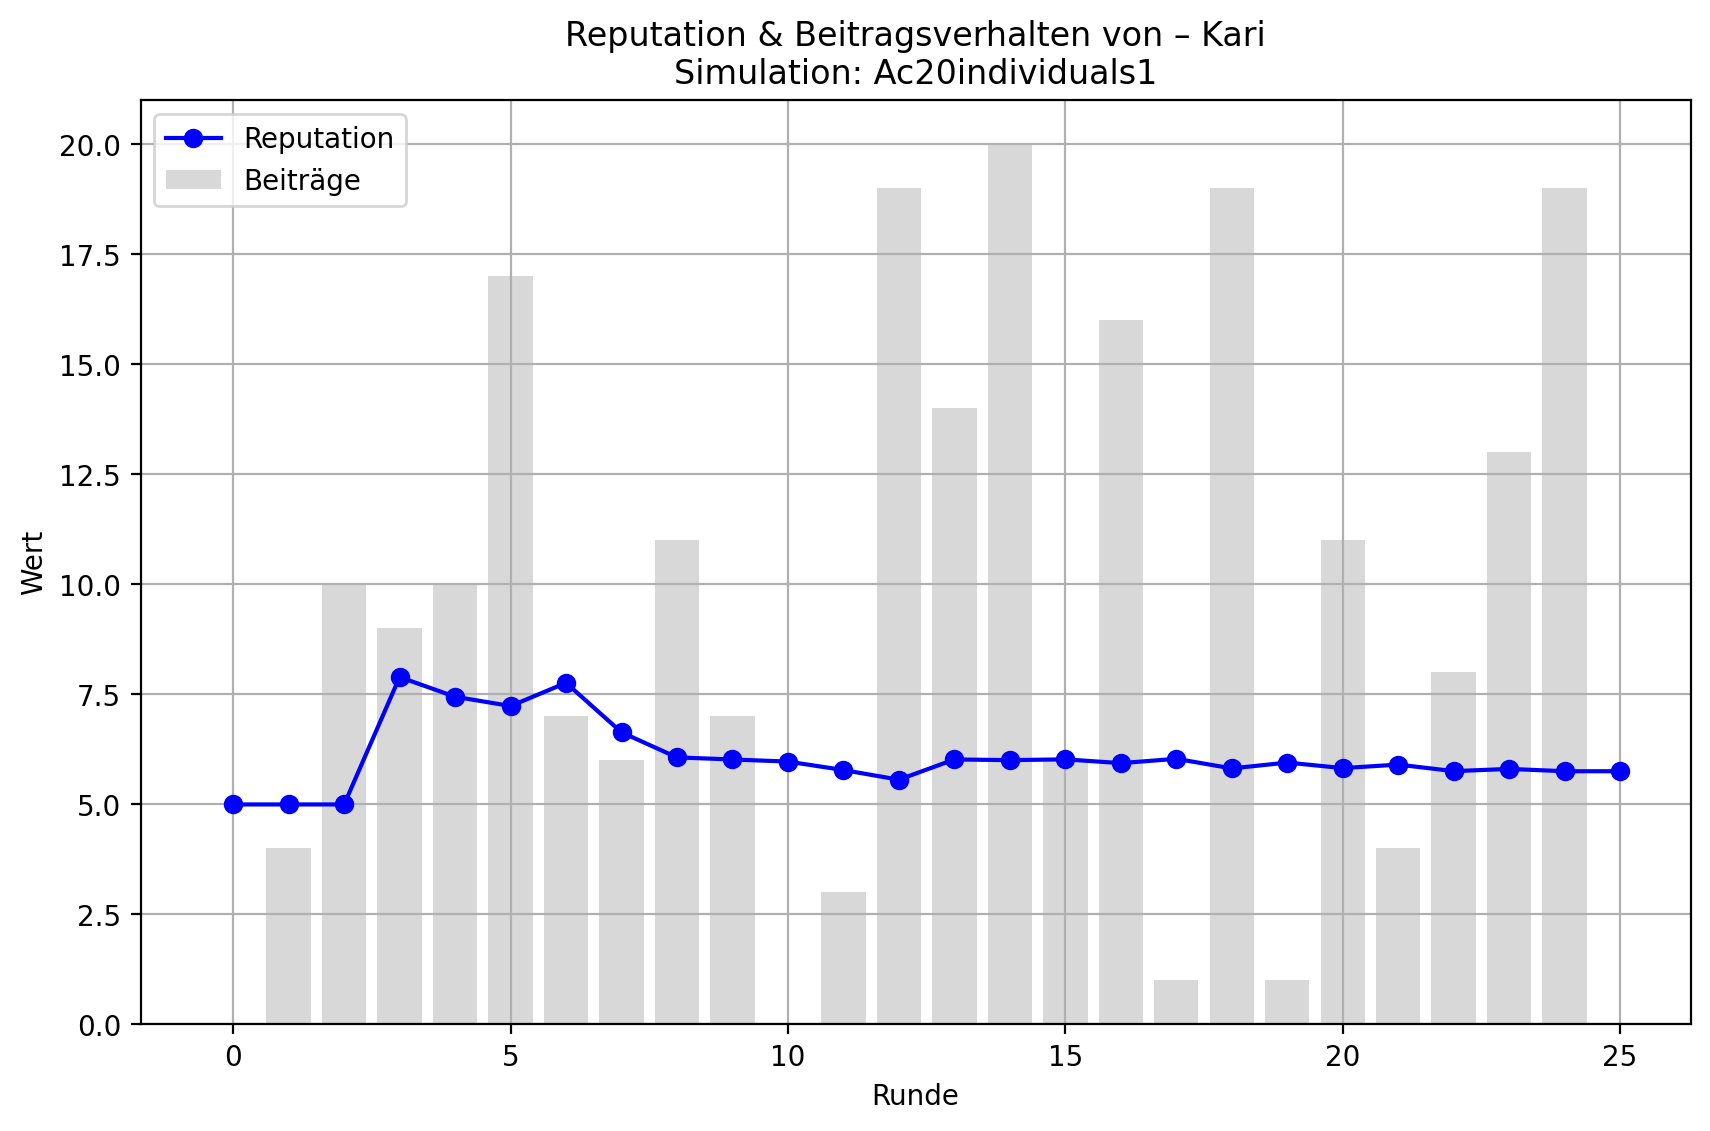 Reputation & Beitragsverhalten von – Kari
Simulation: Ac20individuals1
Reputation
Beiträge
20.0
17.5
15.0
12.5
10.0
7.5
5.0
2.5
0.0
Wert
0 5 10 15 20 25
Runde